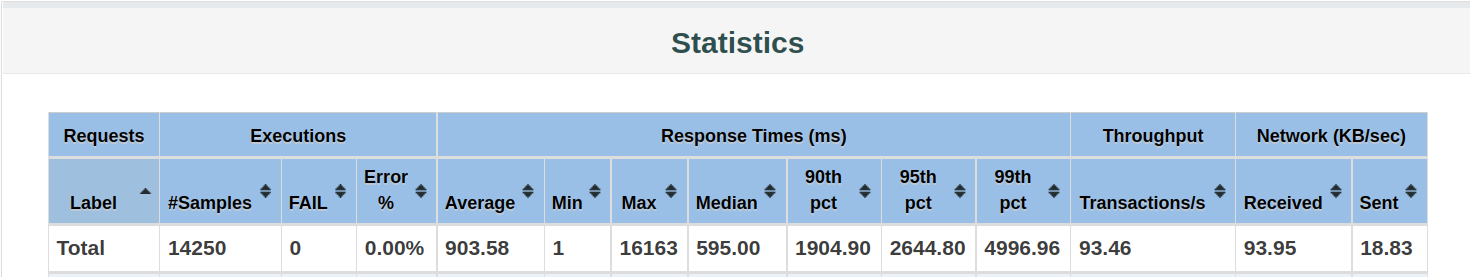 Statistics
Requests Executions Response Times (ms) Throughput Network (KB/sec)
Label #Samples FAIL Error % Average Min Max Median 90th pct 95th pct 99th pct Transactions/s Received Sent
Total 14250 0 0.00% 903.58 1 16163 595.00 1904.90 2644.80 4996.96 93.46 93.95 18.83